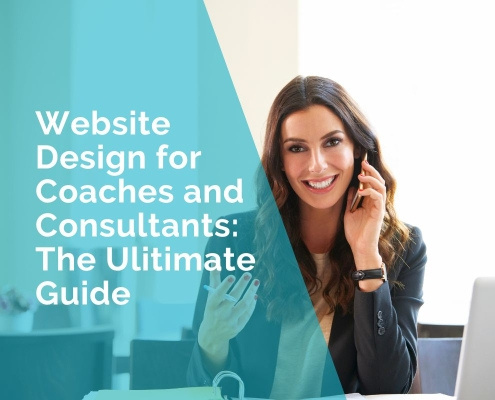 Website
Design for
Coaches and
Consultants:
The Ulitimate
Guide